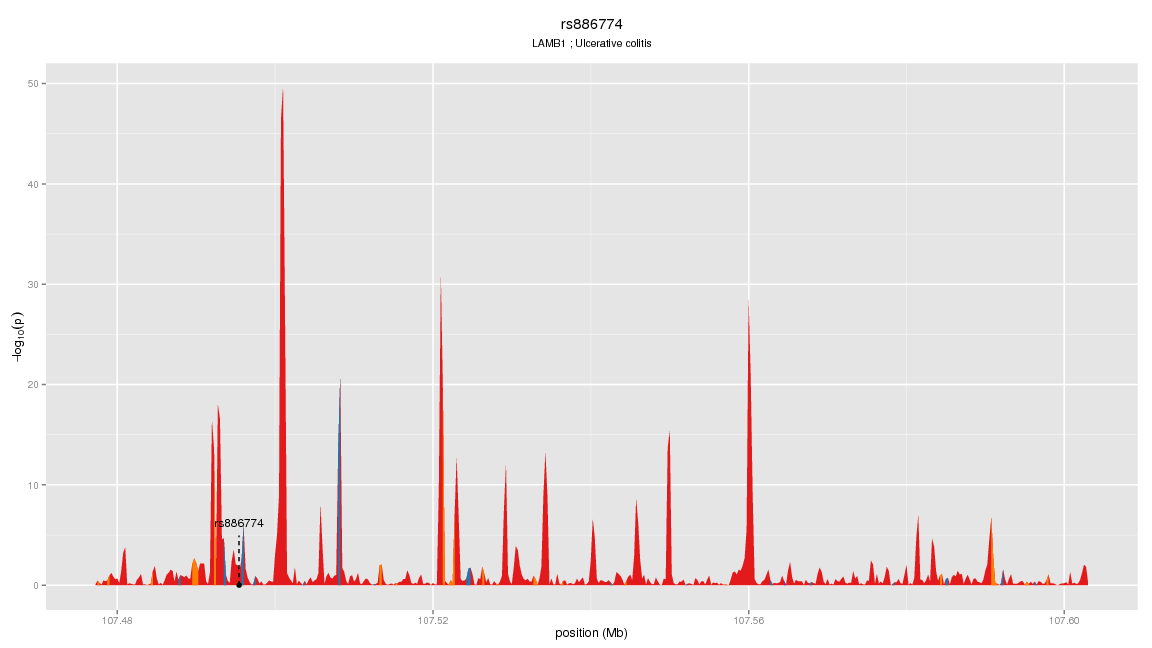 rs886774
LAMB1 ; Ulcerative colitis
50
40
30
20
10
0
−log10(p)
rs886774
107.48
107.52
107.56
107.60
position (Mb)